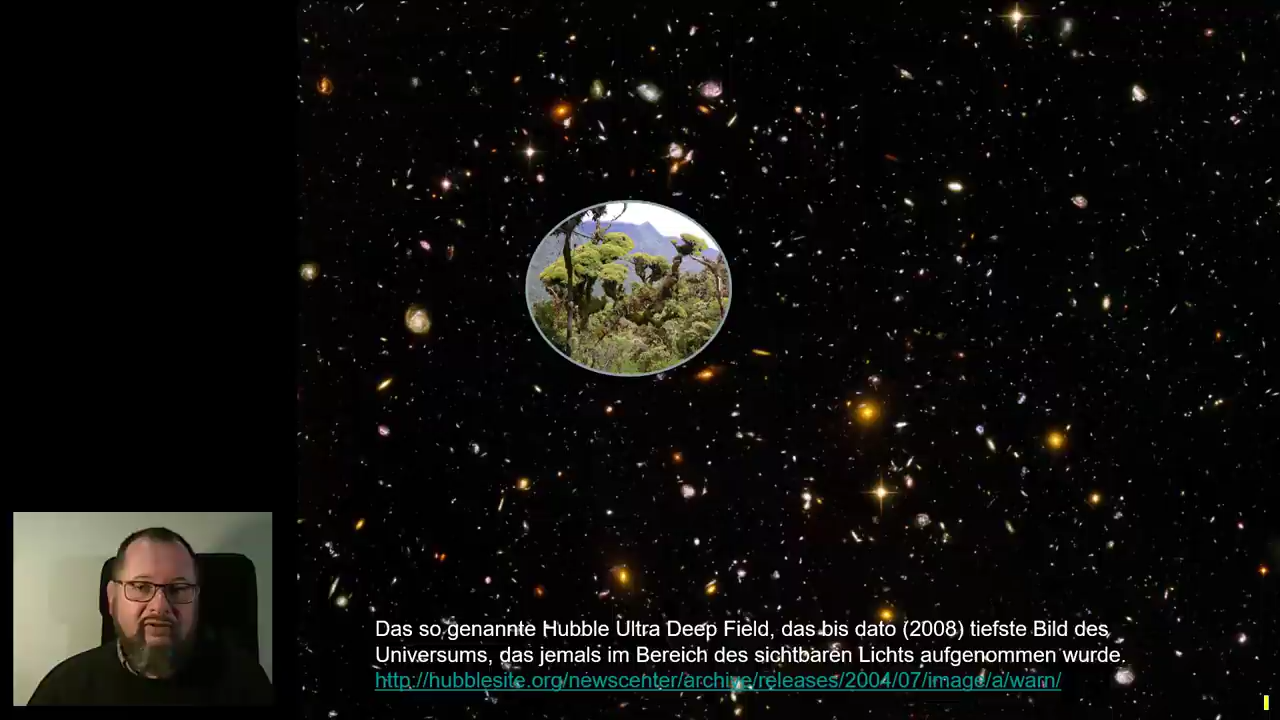 Das so genannte Hubble Ultra Deep Field, das bis dato (2008) tiefste Bild des
Universums, das jemals im Bereich des sichtbaren Lichts aufgenommen wurde.
http://hubblesite.org/newscenter/archive/releases/2004/07/image/a/warn/